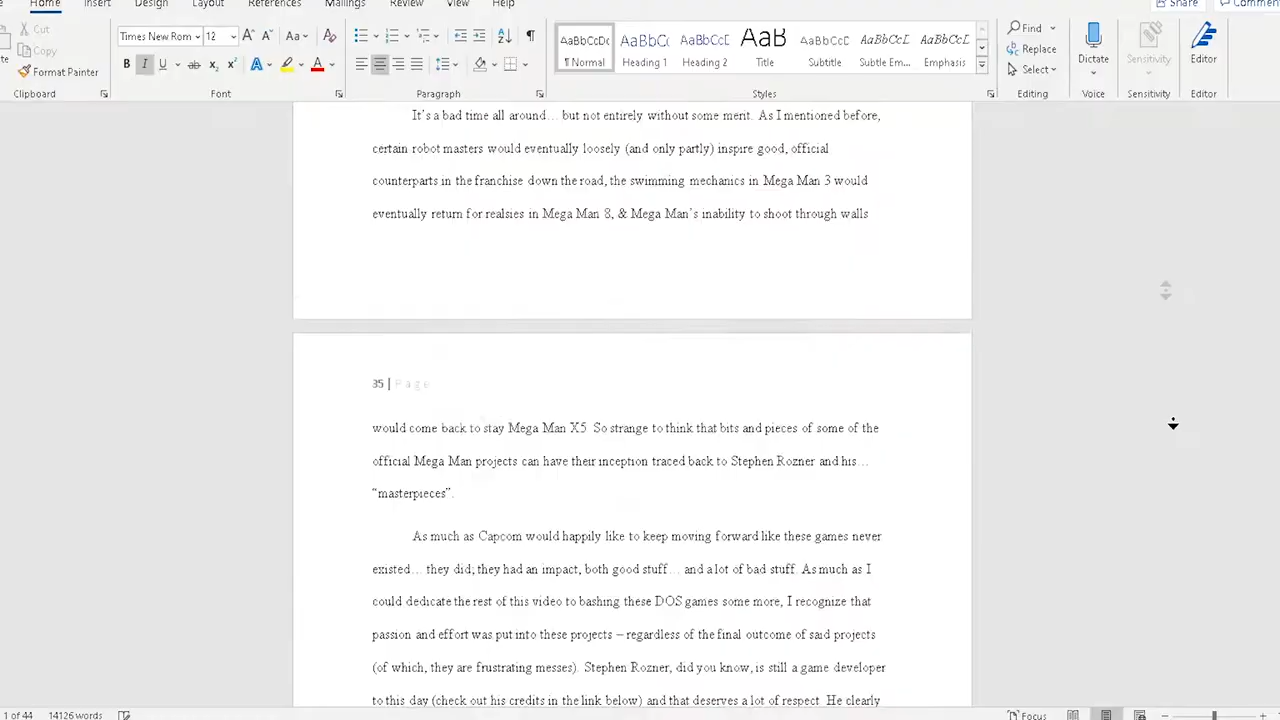 Home Insert Design Layout References Mailings Review View Help Share
Cut Times New Rom 12 Aa Find
Copy Replace
Format Painter B I U ab x₂ x² A A Select
AaBbCcDc AaBbCc AaBbCcD AaB AaBbCcD AaBbCcD AaBbCcD
¶ Normal Heading 1 Heading 2 Title Subtitle Subtle Em... Emphasis Dictate Sensitivity Editor
Clipboard Font Paragraph Styles Editing Voice Sensitivity Editor
It's a bad time all around… but not entirely without some merit. As I mentioned before,
certain robot masters would eventually loosely (and only partly) inspire good, official
counterparts in the franchise down the road, the swimming mechanics in Mega Man 3 would
eventually return for realsies in Mega Man 8, & Mega Man's inability to shoot through walls
35 | Page
would come back to stay Mega Man X5. So strange to think that bits and pieces of some of the
official Mega Man projects can have their inception traced back to Stephen Rozner and his…
“masterpieces”.
As much as Capcom would happily like to keep moving forward like these games never
existed… they did; they had an impact, both good stuff… and a lot of bad stuff. As much as I
could dedicate the rest of this video to bashing these DOS games some more, I recognize that
passion and effort was put into these projects – regardless of the final outcome of said projects
(of which, they are frustrating messes). Stephen Rozner, did you know, is still a game developer
to this day (check out his credits in the link below) and that deserves a lot of respect. He clearly
1 of 44 14126 words Focus